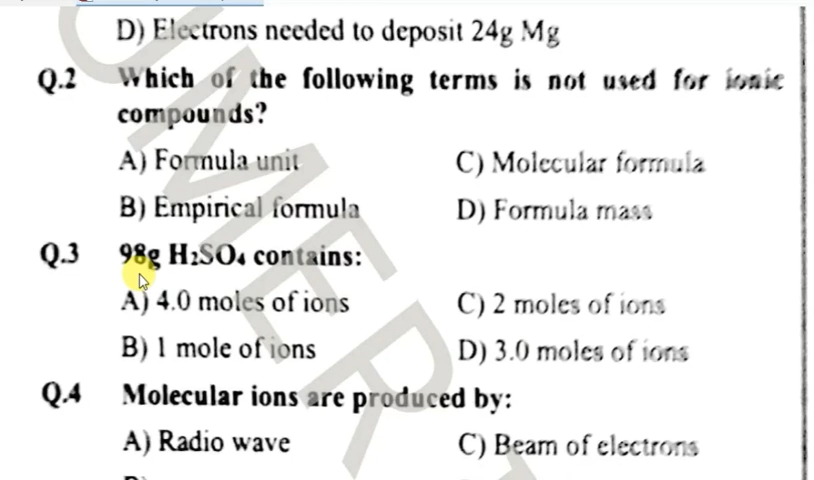 D) Electrons needed to deposit 24g Mg
Q.2 Which of the following terms is not used for ionic
compounds?
A) Formula unit C) Molecular formula
B) Empirical formula D) Formula mass
Q.3 98g H₂SO₄ contains:
A) 4.0 moles of ions C) 2 moles of ions
B) 1 mole of ions D) 3.0 moles of ions
Q.4 Molecular ions are produced by:
A) Radio wave C) Beam of electrons